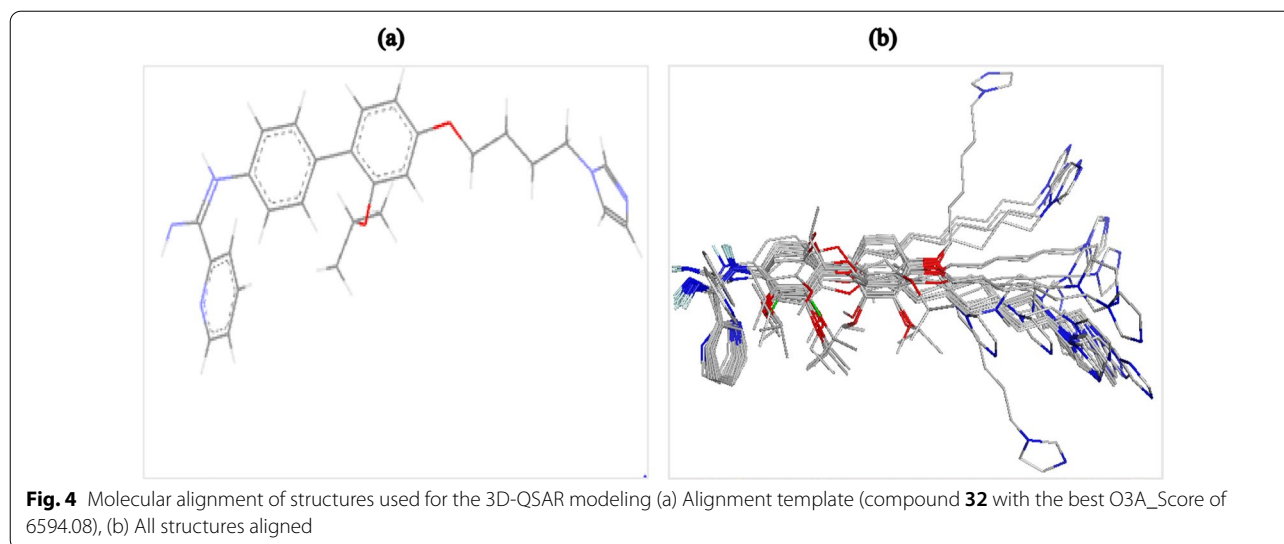 (a) (b)
Fig. 4 Molecular alignment of structures used for the 3D-QSAR modeling (a) Alignment template (compound 32 with the best O3A_Score of
6594.08), (b) All structures aligned